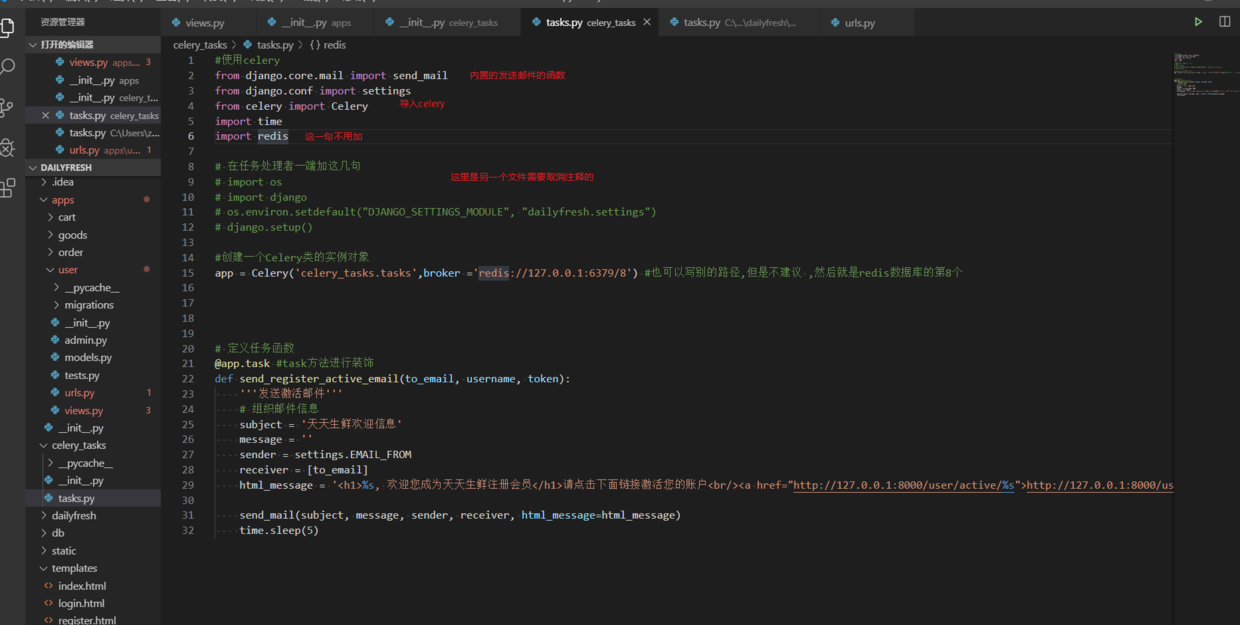 资源管理器
views.py
__init__.py apps
__init__.py celery_tasks
tasks.py celery_tasks
tasks.py C:\...\dailyfresh\...
urls.py
打开的编辑器
views.py apps... 3
__init__.py apps
__init__.py celery_t...
tasks.py celery_tasks
tasks.py C:\Users\z...
urls.py apps\u... 1
DAILYFRESH
.idea
apps
cart
goods
order
user
__pycache__
migrations
__init__.py
admin.py
models.py
tests.py
urls.py 1
views.py 3
__init__.py
celery_tasks
__pycache__
__init__.py
tasks.py
dailyfresh
db
static
templates
index.html
login.html
register.html
celery_tasks > tasks.py > {} redis
1 #使用celery
2 from django.core.mail import send_mail 内置的发送邮件的函数
3 from django.conf import settings
4 from celery import Celery 导入celery
5 import time
6 import redis 这一句不用加
7
8 # 在任务处理者一端加这几句
这里是另一个文件需要取消注释的
9 # import os
10 # import django
11 # os.environ.setdefault("DJANGO_SETTINGS_MODULE", "dailyfresh.settings")
12 # django.setup()
13
14 #创建一个Celery类的实例对象
15 app = Celery('celery_tasks.tasks',broker ='redis://127.0.0.1:6379/8') #也可以写别的路径,但是不建议 ,然后就是redis数据库的第8个
16
17
18
19
20 # 定义任务函数
21 @app.task #task方法进行装饰
22 def send_register_active_email(to_email, username, token):
23 '''发送激活邮件'''
24 # 组织邮件信息
25 subject = '天天生鲜欢迎信息'
26 message = ''
27 sender = settings.EMAIL_FROM
28 receiver = [to_email]
29 html_message = '<h1>%s, 欢迎您成为天天生鲜注册会员</h1>请点击下面链接激活您的账户<br/><a href="http://127.0.0.1:8000/user/active/%s">http://127.0.0.1:8000/us
30
31 send_mail(subject, message, sender, receiver, html_message=html_message)
32 time.sleep(5)